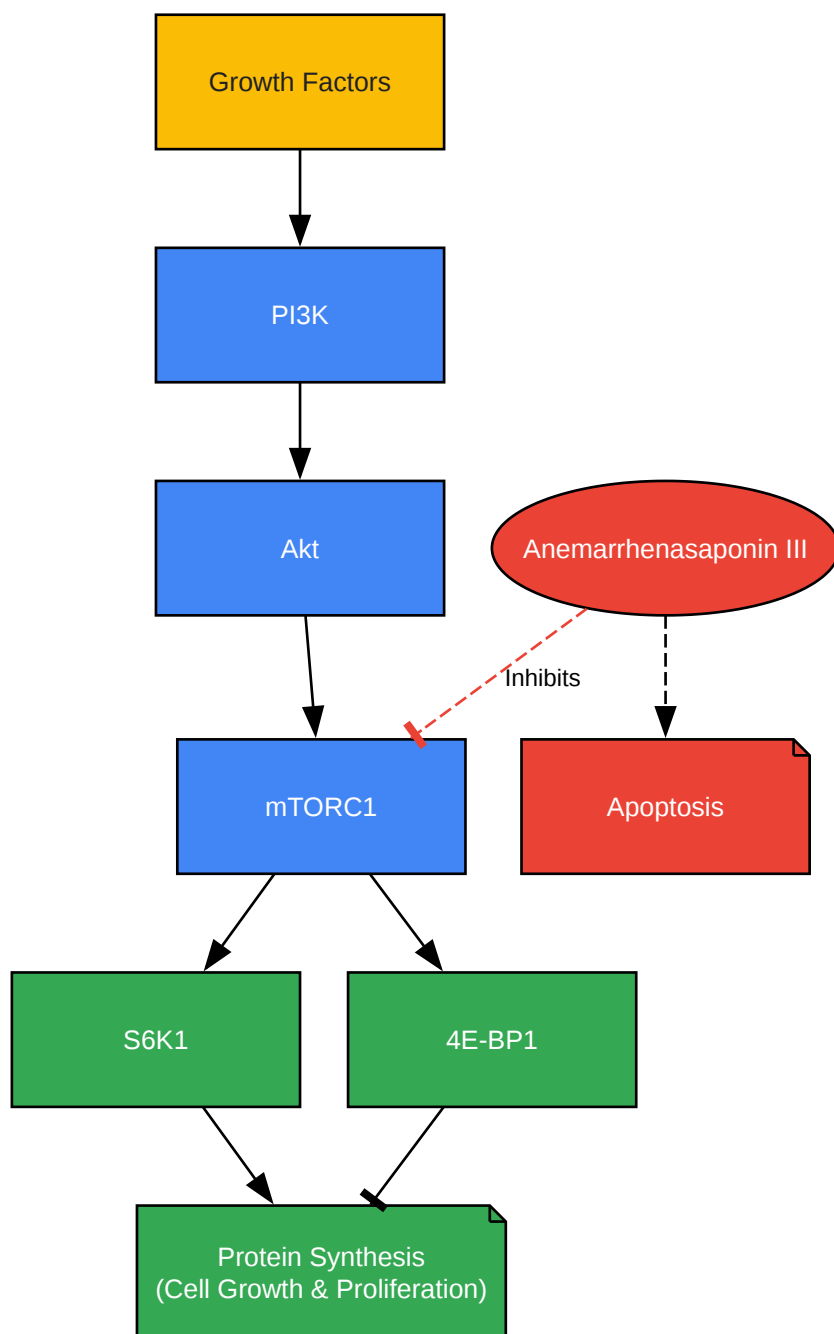 Growth Factors
PI3K
Akt
Anemarrhenasaponin III
Inhibits
mTORC1
Apoptosis
S6K1
4E-BP1
Protein Synthesis
(Cell Growth & Proliferation)